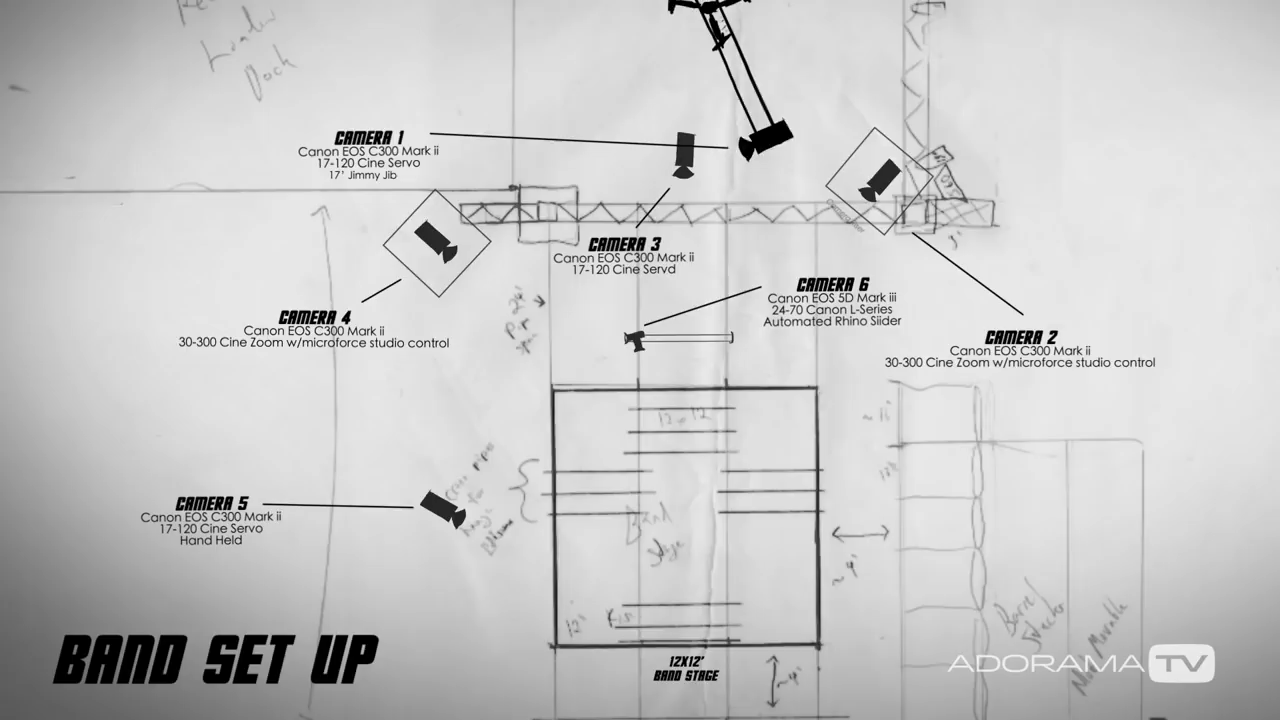 Loader
Dock
CAMERA 1
Canon EOS C300 Mark ii
17-120 Cine Servo
17' Jimmy Jib
CAMERA 3
Canon EOS C300 Mark ii
17-120 Cine Servd
CAMERA 6
Canon EOS 5D Mark iii
24-70 Canon L-Series
Automated Rhino Slider
CAMERA 4
Canon EOS C300 Mark ii
30-300 Cine Zoom w/microforce studio control
CAMERA 2
Canon EOS C300 Mark ii
30-300 Cine Zoom w/microforce studio control
CAMERA 5
Canon EOS C300 Mark ii
17-120 Cine Servo
Hand Held
Band
Stage
12'
~4'
Barrel
Stacks
Not Movable
BAND SET UP
12X12'
BAND STAGE
~4'
ADORAMA TV